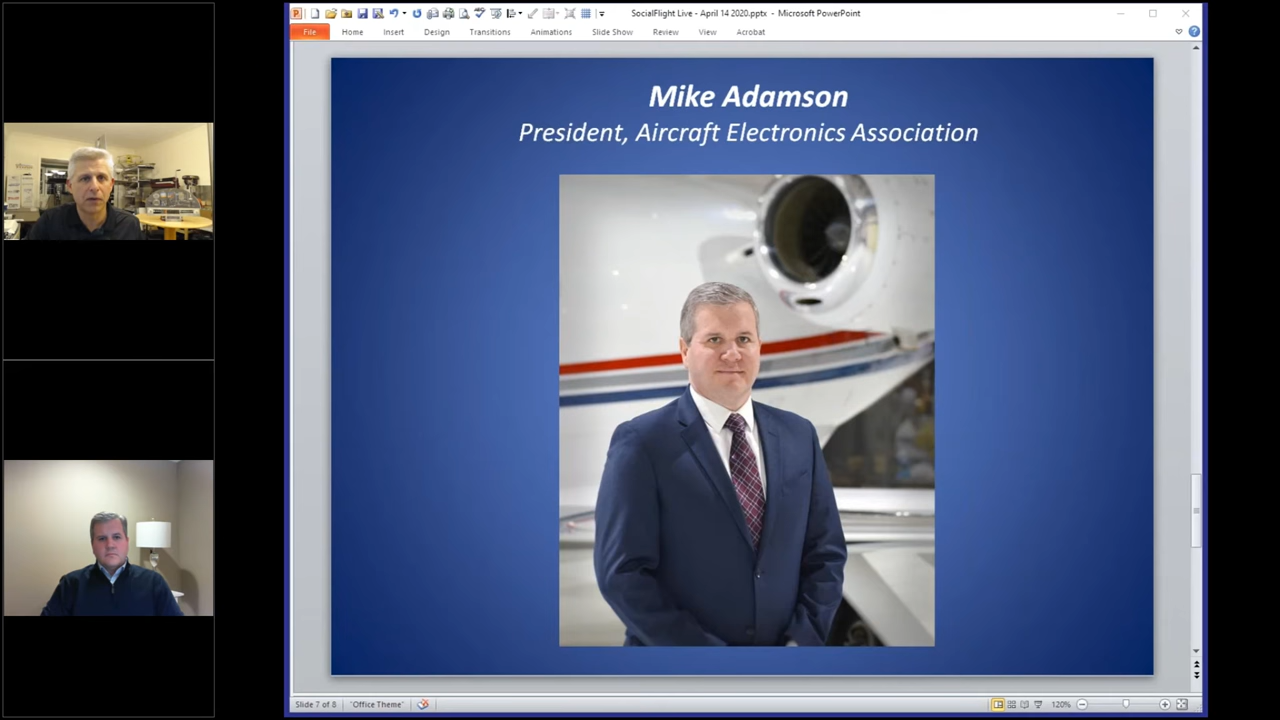 SocialFlight Live - April 14 2020.pptx - Microsoft PowerPoint
File Home Insert Design Transitions Animations Slide Show Review View Acrobat
Mike Adamson
President, Aircraft Electronics Association
Slide 7 of 8 "Office Theme" 120%